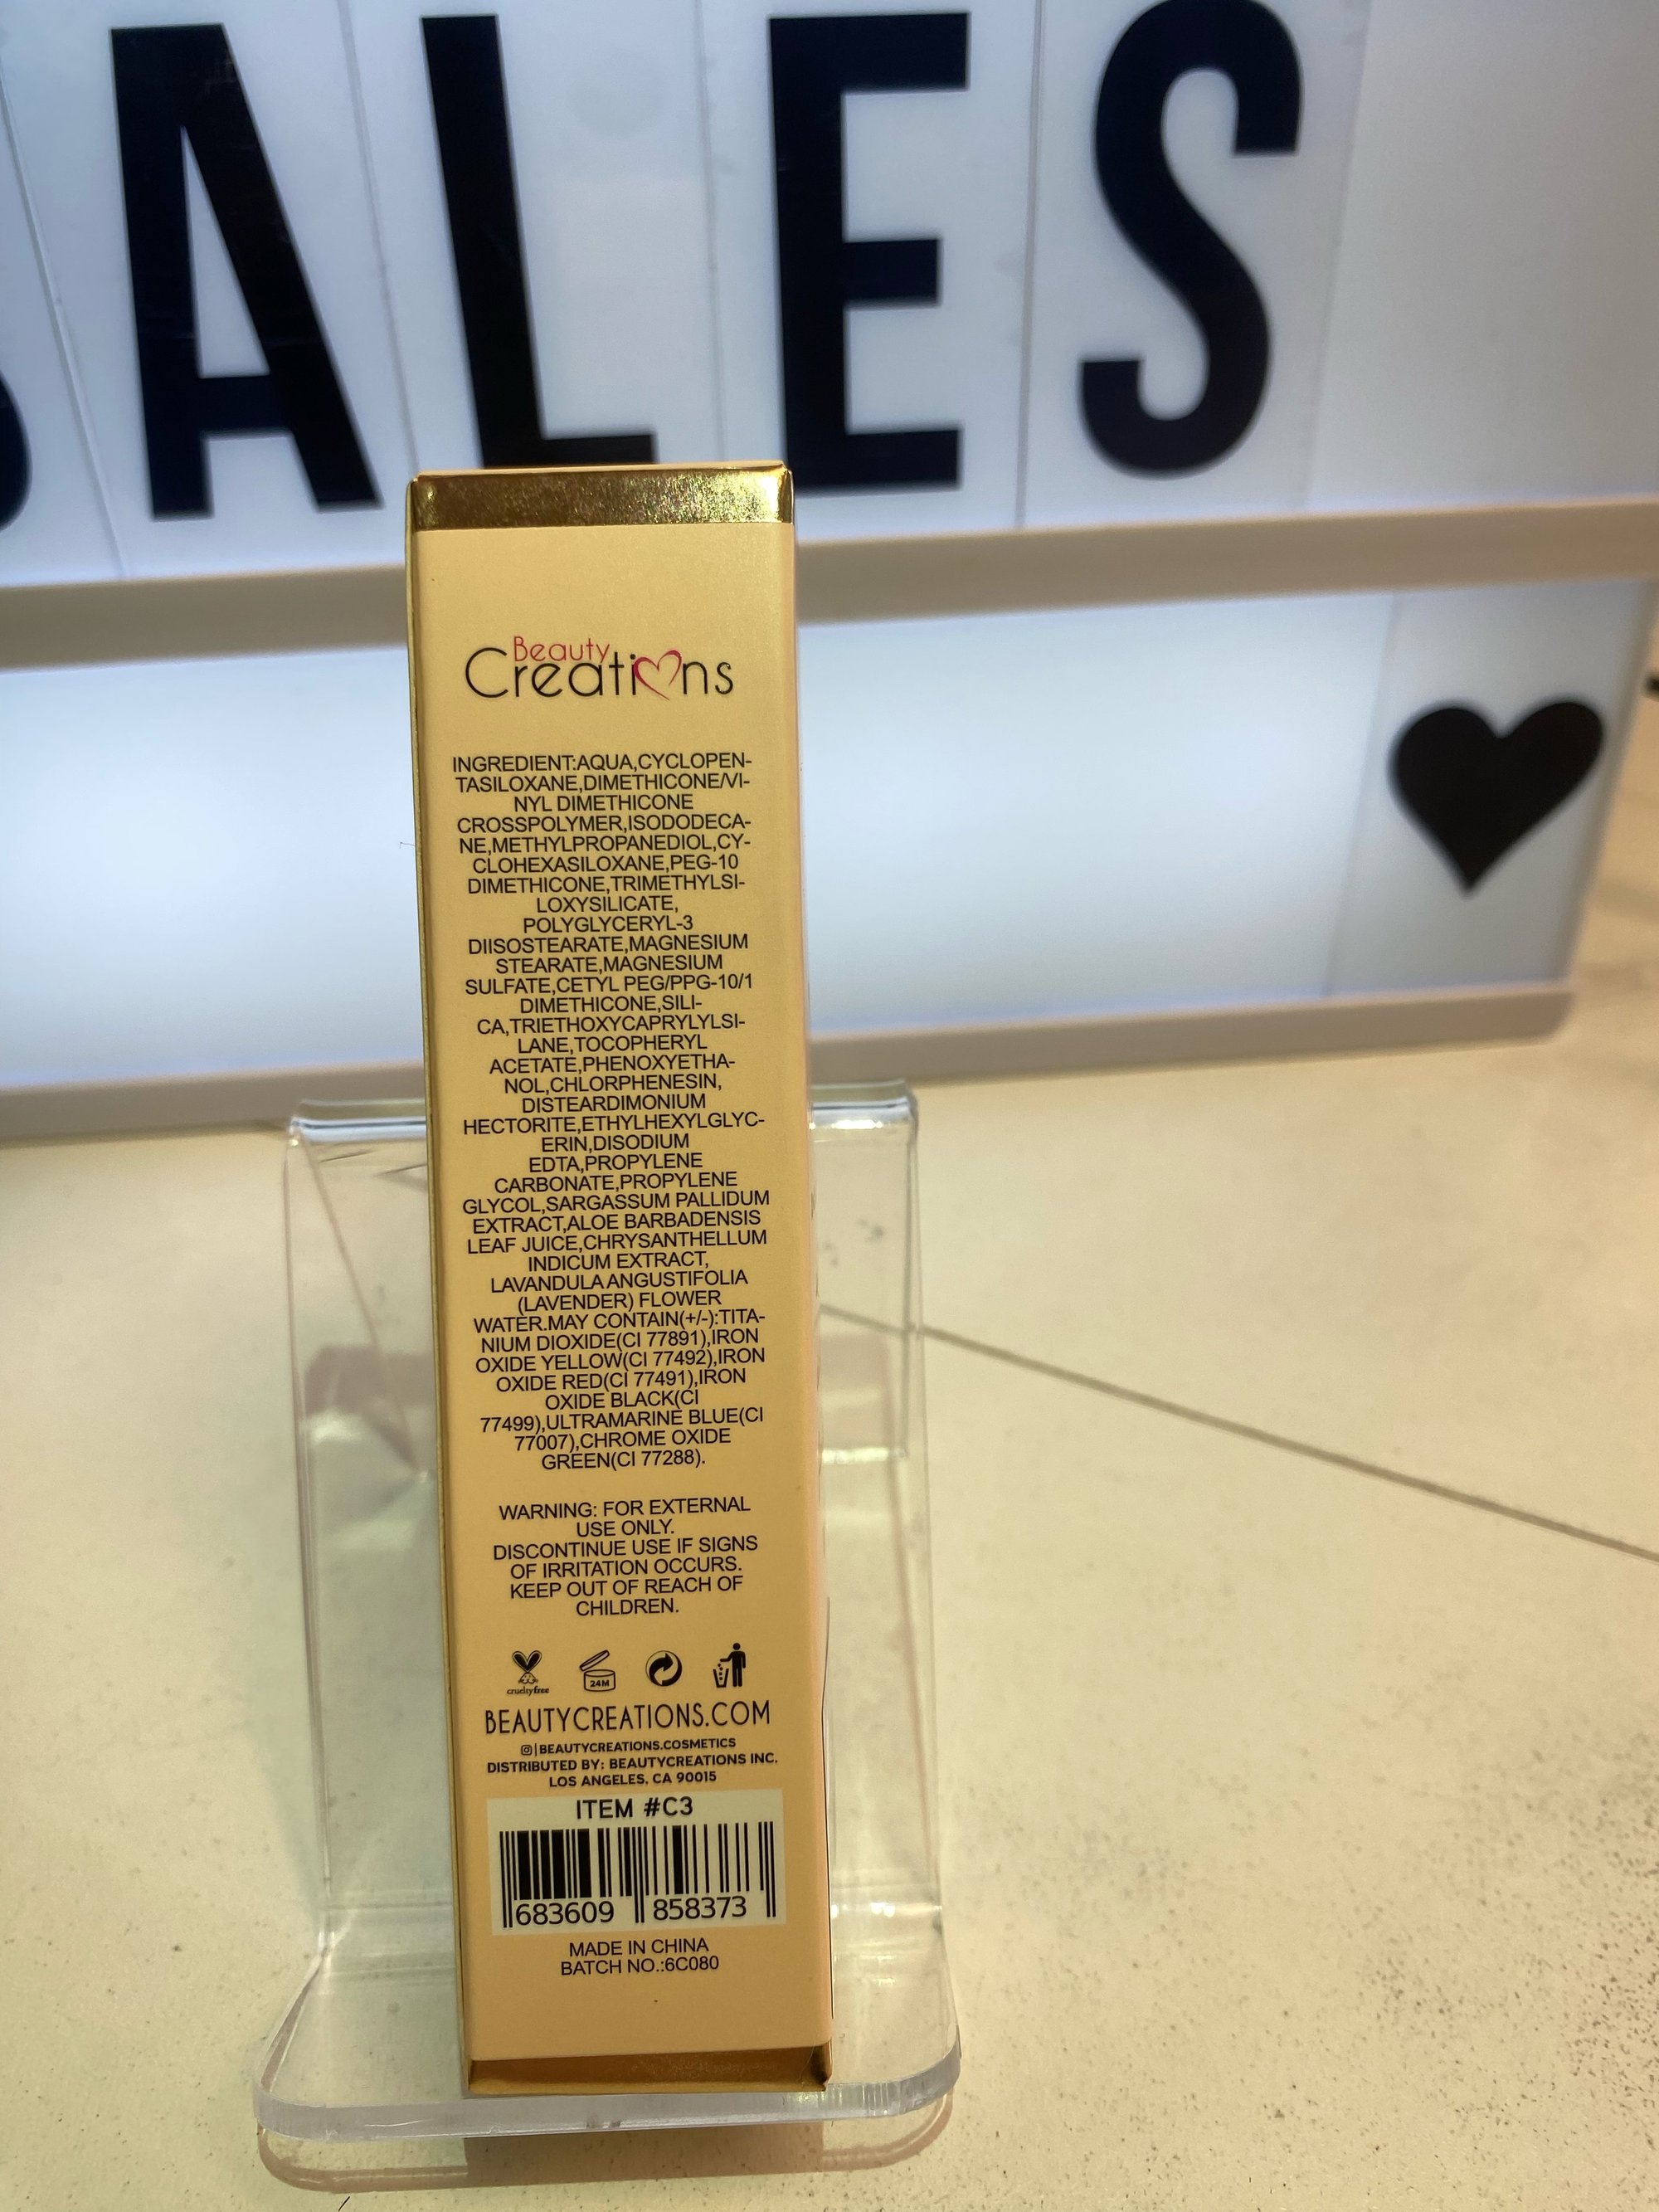 SALES
Beauty
Creations
INGREDIENT:AQUA,CYCLOPEN-
TASILOXANE,DIMETHICONE/VI-
NYL DIMETHICONE
CROSSPOLYMER,ISODODECA-
NE,METHYLPROPANEDIOL,CY-
CLOHEXASILOXANE,PEG-10
DIMETHICONE,TRIMETHYLSI-
LOXYSILICATE,
POLYGLYCERYL-3
DIISOSTEARATE,MAGNESIUM
STEARATE,MAGNESIUM
SULFATE,CETYL PEG/PPG-10/1
DIMETHICONE,SILI-
CA,TRIETHOXYCAPRYLYLSI-
LANE,TOCOPHERYL
ACETATE,PHENOXYETHA-
NOL,CHLORPHENESIN,
DISTEARDIMONIUM
HECTORITE,ETHYLHEXYLGLYC-
ERIN,DISODIUM
EDTA,PROPYLENE
CARBONATE,PROPYLENE
GLYCOL,SARGASSUM PALLIDUM
EXTRACT,ALOE BARBADENSIS
LEAF JUICE,CHRYSANTHELLUM
INDICUM EXTRACT,
LAVANDULA ANGUSTIFOLIA
(LAVENDER) FLOWER
WATER.MAY CONTAIN(+/-):TITA-
NIUM DIOXIDE(CI 77891),IRON
OXIDE YELLOW(CI 77492),IRON
OXIDE RED(CI 77491),IRON
OXIDE BLACK(CI
77499),ULTRAMARINE BLUE(CI
77007),CHROME OXIDE
GREEN(CI 77288).
WARNING: FOR EXTERNAL
USE ONLY.
DISCONTINUE USE IF SIGNS
OF IRRITATION OCCURS.
KEEP OUT OF REACH OF
CHILDREN.
crueltyfree
24M
BEAUTYCREATIONS.COM
|BEAUTYCREATIONS.COSMETICS
DISTRIBUTED BY: BEAUTYCREATIONS INC.
LOS ANGELES. CA 90015
ITEM #C3
683609 858373
MADE IN CHINA
BATCH NO.:6C080